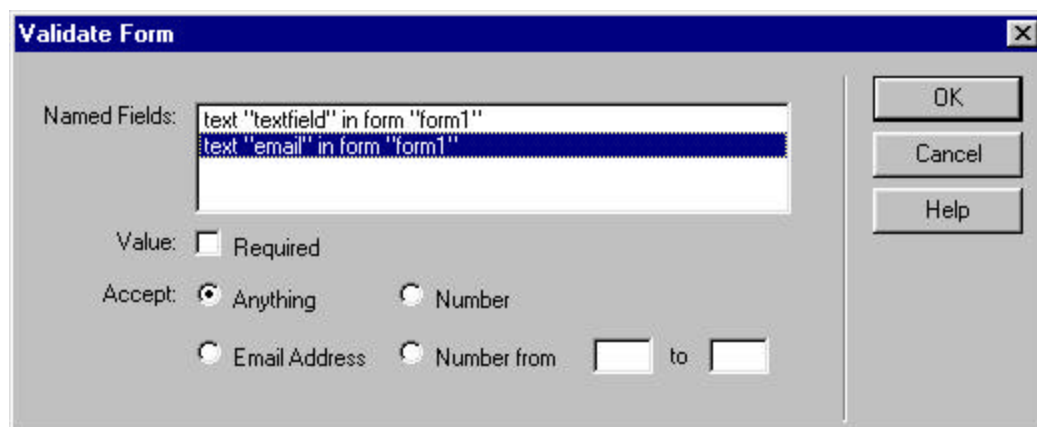 Validate Form
Named Fields:
text "textfield" in form "form1"
text "email" in form "form1"
Value: Required
Accept: Anything Number
Email Address Number from to
OK
Cancel
Help